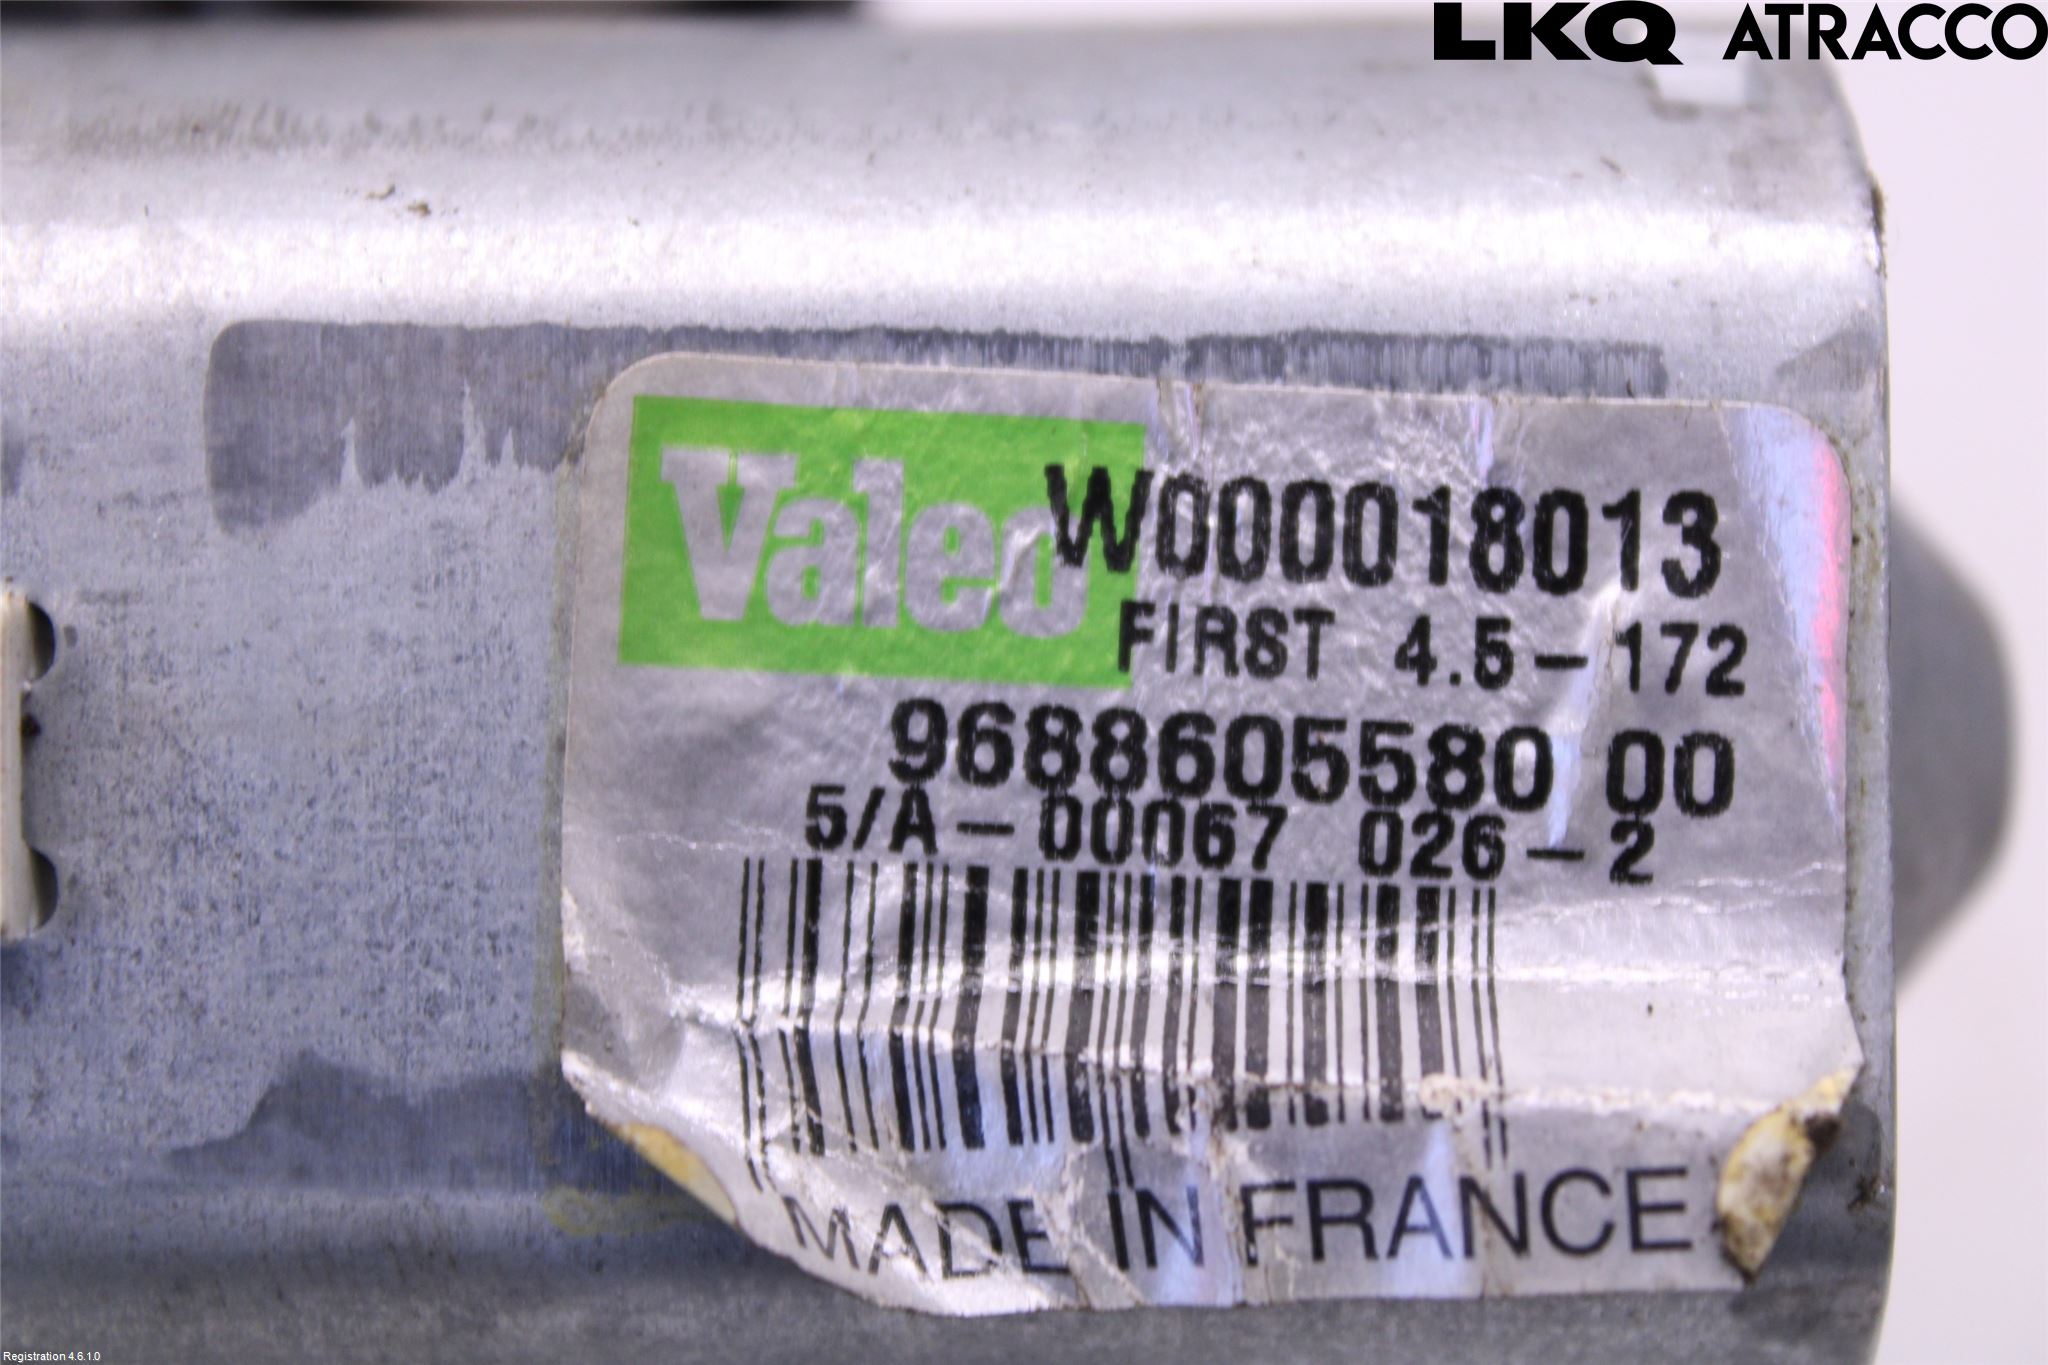 LKQ ATRACCO
Valeo
W000018013
FIRST 4.5-172
9688605580 00
5/A-00067 026-2
MADE IN FRANCE
Registration 4.6.1.0